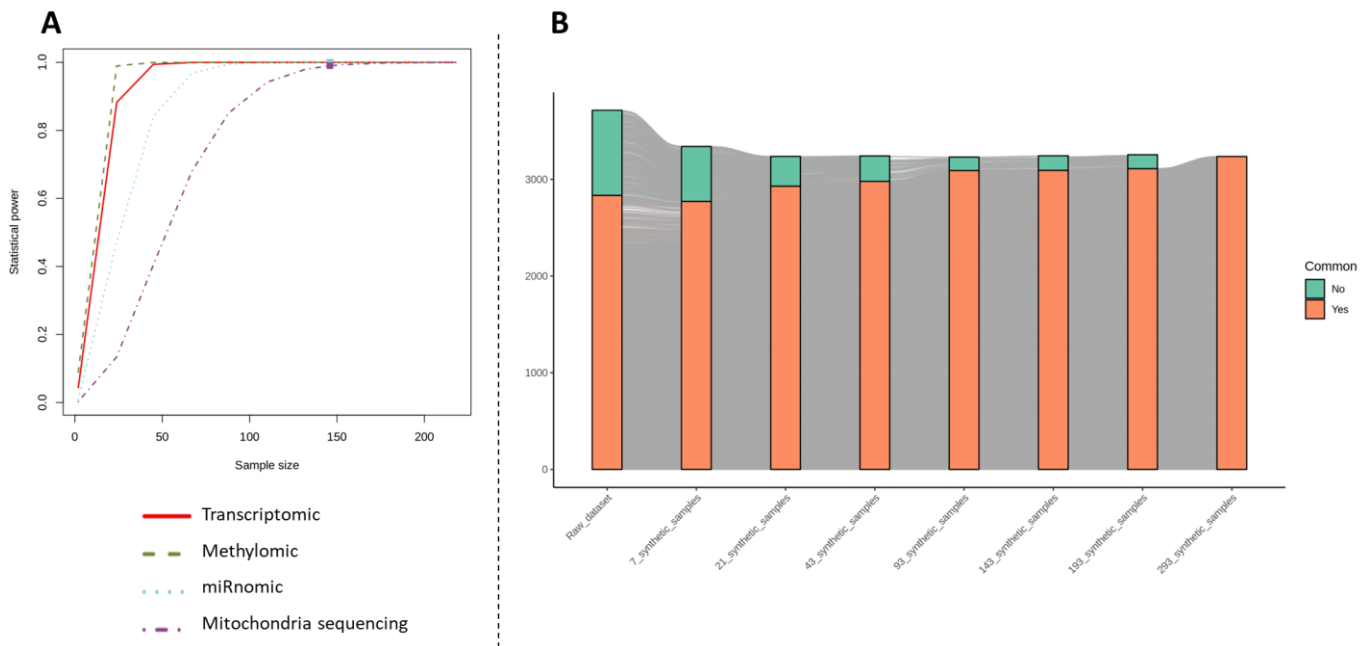 A
1.0
0.8
0.6
0.4
0.2
0.0
Statistical power
0 50 100 150 200
Sample size
Transcriptomic
Methylomic
miRnomic
Mitochondria sequencing
B
3000
2000
1000
0
Raw_dataset
7_synthetic_samples
21_synthetic_samples
43_synthetic_samples
93_synthetic_samples
143_synthetic_samples
193_synthetic_samples
293_synthetic_samples
Common
No
Yes